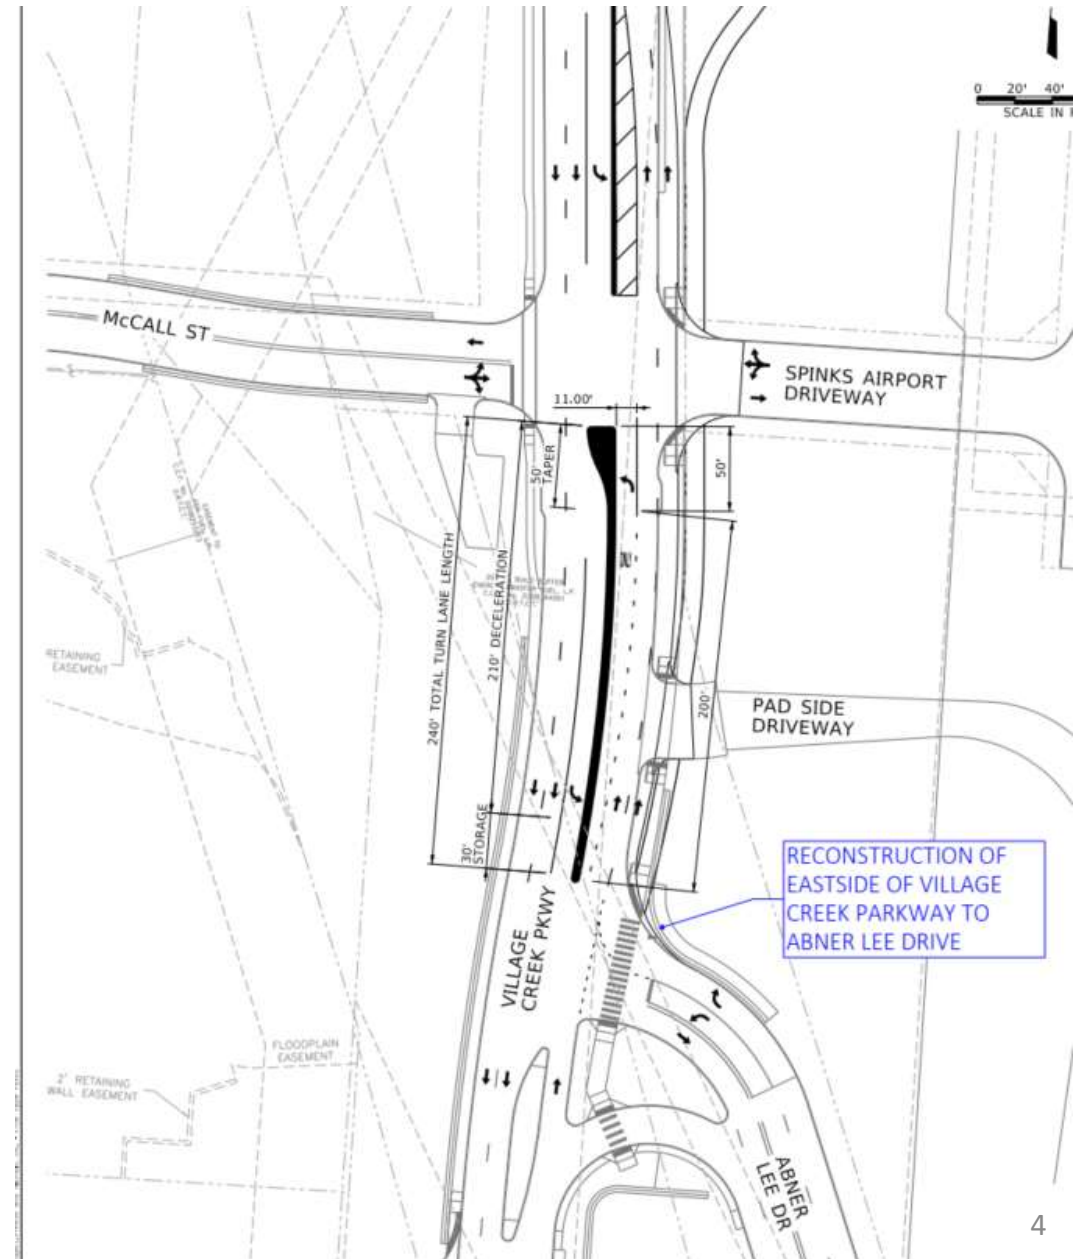 0 20' 40'
SCALE IN
McCALL ST
SPINKS AIRPORT
DRIVEWAY
11.00'
50'
TAPER
50'
240' TOTAL TURN LANE LENGTH
210' DECELERATION
RETAINING
EASEMENT
200'
PAD SIDE
DRIVEWAY
30'
STORAGE
RECONSTRUCTION OF
EASTSIDE OF VILLAGE
CREEK PARKWAY TO
ABNER LEE DRIVE
VILLAGE
CREEK PKWY
FLOODPLAIN
EASEMENT
2' RETAINING
WALL EASEMENT
ABNER
LEE DR
4